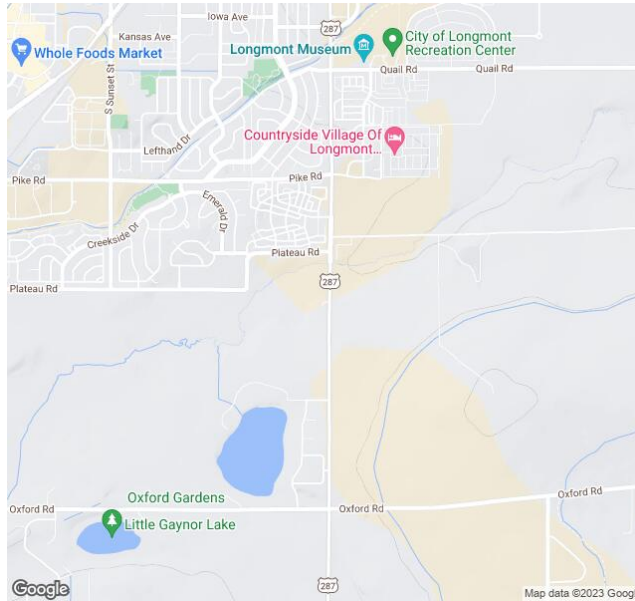 Iowa Ave
287
Kansas Ave
Whole Foods Market
Longmont Museum
City of Longmont
Recreation Center
Quail Rd
Quail Rd
S Sunset St
Lefthand Dr
Countryside Village Of
Longmont...
Pike Rd
Pike Rd
Emerald Dr
Creekside Dr
Plateau Rd
287
Plateau Rd
Oxford Gardens
Oxford Rd
Oxford Rd
Oxford Rd
Little Gaynor Lake
287
Google
Map data ©2023 Goog